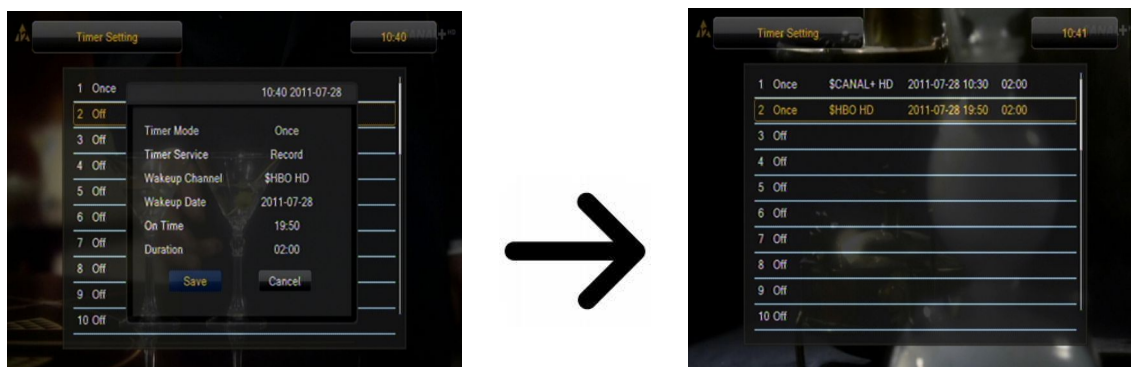 Timer Setting 10:40
1 Once
2 Off
3 Off
4 Off
5 Off
6 Off
7 Off
8 Off
9 Off
10 Off
10:40 2011-07-28
Timer Mode Once
Timer Service Record
Wakeup Channel $HBO HD
Wakeup Date 2011-07-28
On Time 19:50
Duration 02:00
Save Cancel
Timer Setting 10:41
1 Once $CANAL+ HD 2011-07-28 10:30 02:00
2 Once $HBO HD 2011-07-28 19:50 02:00
3 Off
4 Off
5 Off
6 Off
7 Off
8 Off
9 Off
10 Off